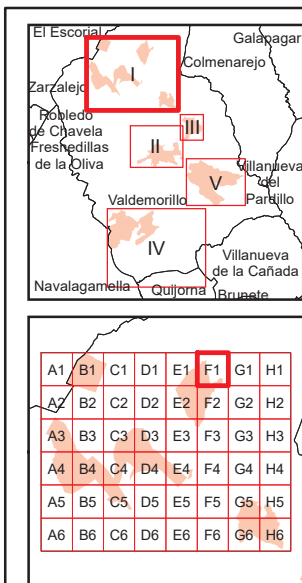 El Escorial
Galapagar
I
Colmenarejo
Zarzalejo
Robledo
de Chavela
III
Fresnedillas
de la Oliva
II
V
Villanueva
del
Pardillo
Valdemorillo
IV
Villanueva
de la Cañada
Navalagamella
Quijorna
Brunete
A1 B1 C1 D1 E1 F1 G1 H1
A2 B2 C2 D2 E2 F2 G2 H2
A3 B3 C3 D3 E3 F3 G3 H3
A4 B4 C4 D4 E4 F4 G4 H4
A5 B5 C5 D5 E5 F5 G5 H5
A6 B6 C6 D6 E6 F6 G6 H6